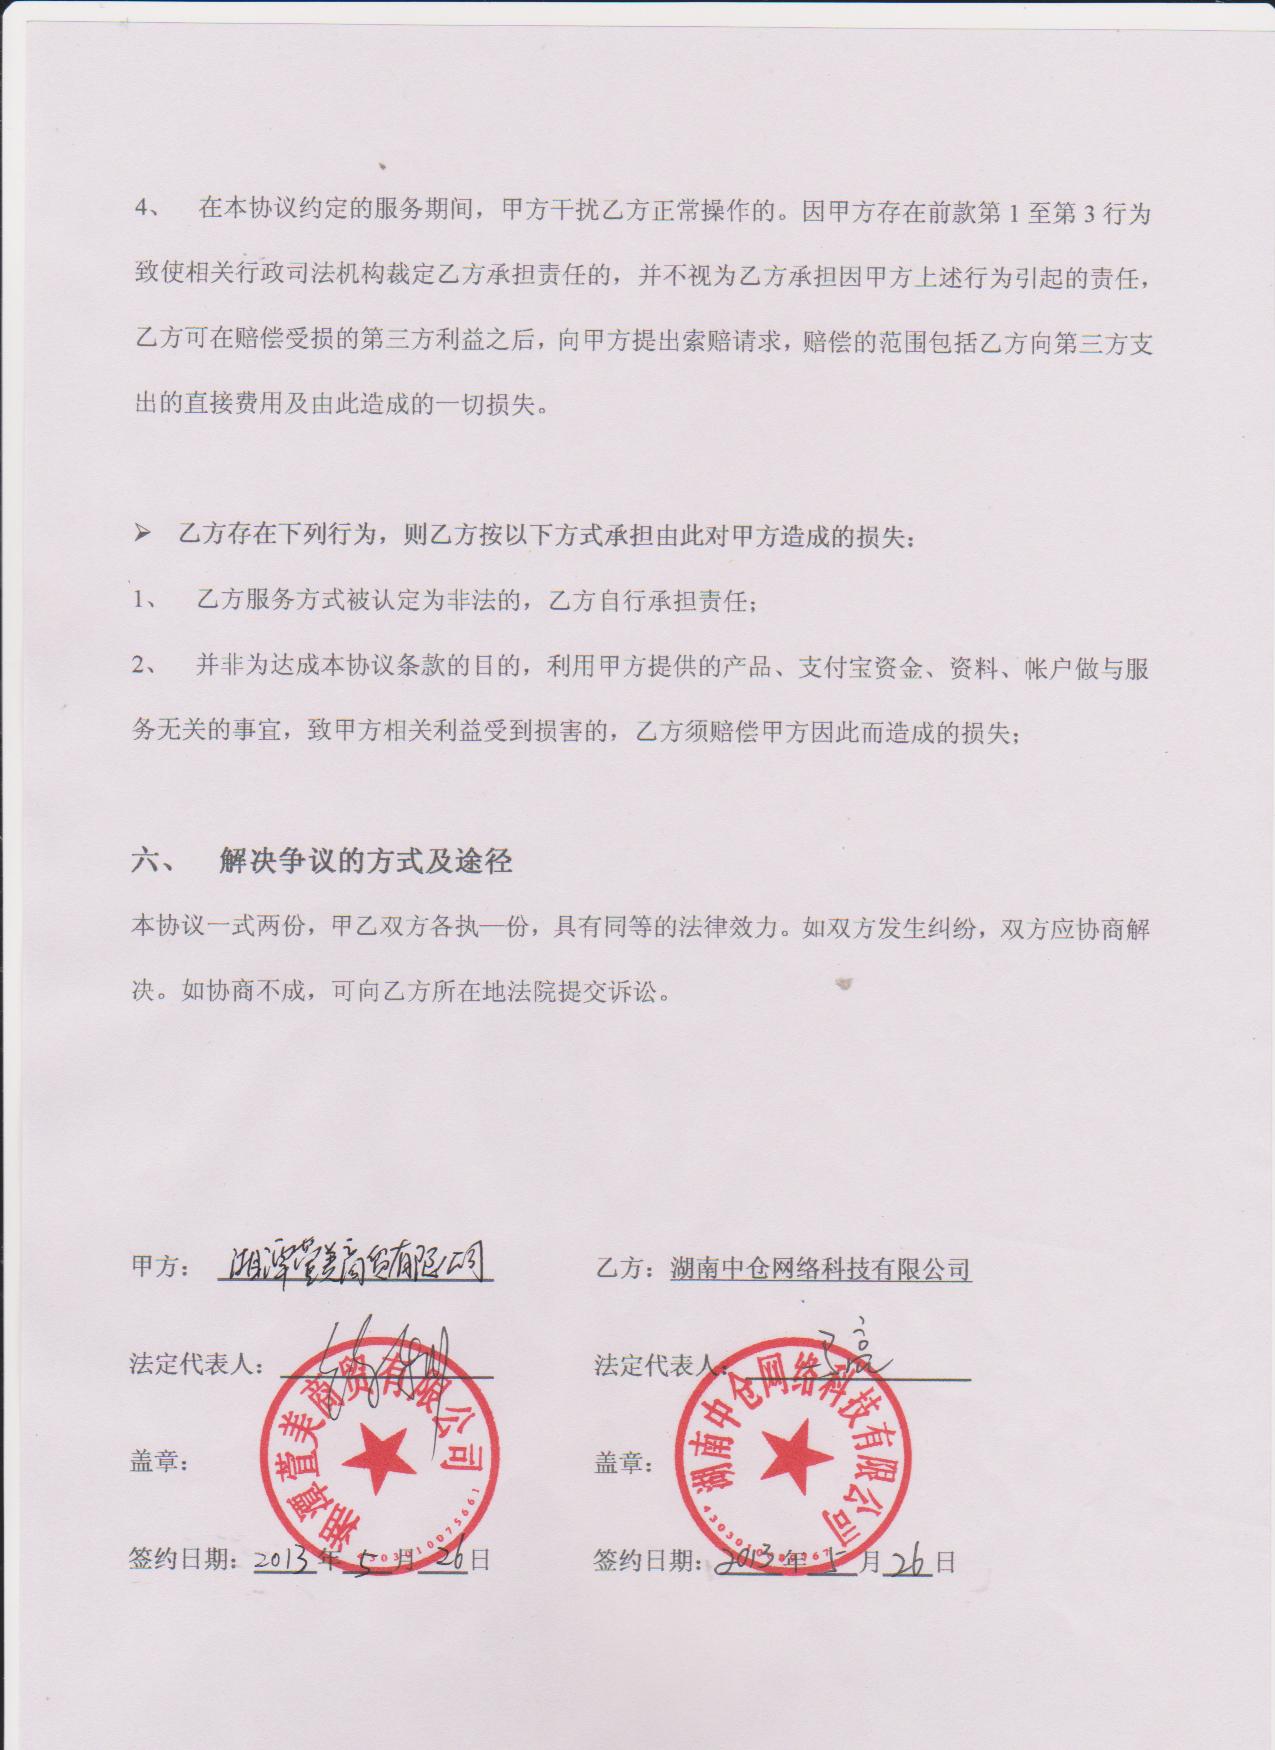 4、 在本协议约定的服务期间，甲方干扰乙方正常操作的。因甲方存在前款第 1 至第 3 行为
致使相关行政司法机构裁定乙方承担责任的，并不视为乙方承担因甲方上述行为引起的责任，
乙方可在赔偿受损的第三方利益之后，向甲方提出索赔请求，赔偿的范围包括乙方向第三方支
出的直接费用及由此造成的一切损失。
➢ 乙方存在下列行为，则乙方按以下方式承担由此对甲方造成的损失：
1、 乙方服务方式被认定为非法的，乙方自行承担责任；
2、 并非为达成本协议条款的目的，利用甲方提供的产品、支付宝资金、资料、帐户做与服
务无关的事宜，致甲方相关利益受到损害的，乙方须赔偿甲方因此而造成的损失；
六、 解决争议的方式及途径
本协议一式两份，甲乙双方各执一份，具有同等的法律效力。如双方发生纠纷，双方应协商解
决。如协商不成，可向乙方所在地法院提交诉讼。
甲方： 湘潭萱美商贸有限公司 乙方：湖南中仓网络科技有限公司
法定代表人： 法定代表人：
湘潭萱美商贸有限公司 湖南中仓网络科技有限公司
盖章： 盖章：
4303010075661
签约日期：2013年5月26日 签约日期：2013年5月26日